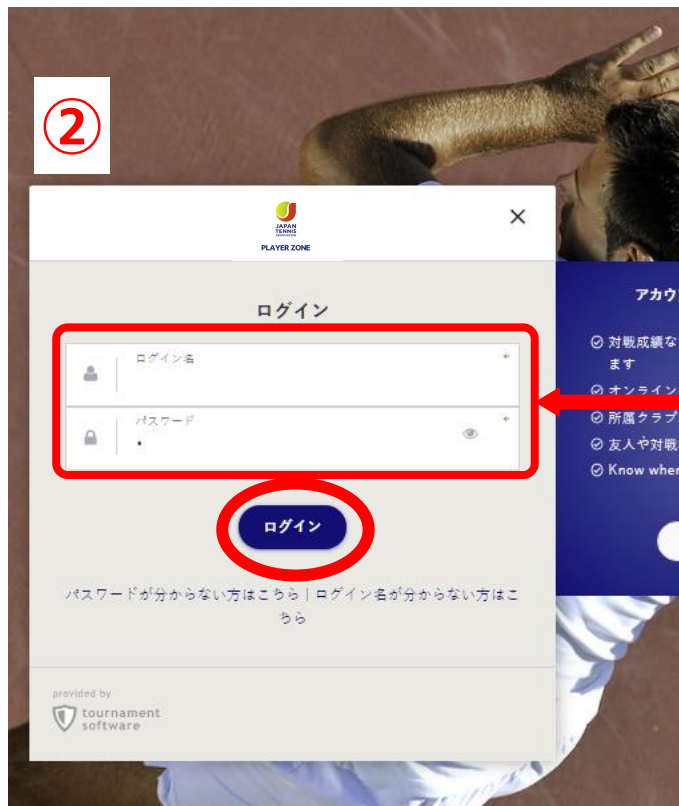 ②
JAPAN
TENNIS
ASSOCIATION
PLAYER ZONE
ログイン
ログイン名
*
パスワード
*
•
ログイン
パスワードが分からない方はこちら | ログイン名が分からない方はこ
ちら
provided by
tournament
software
アカウ
対戦成績な
ます
オンライン
所属クラブ
友人や対戦
Know wher